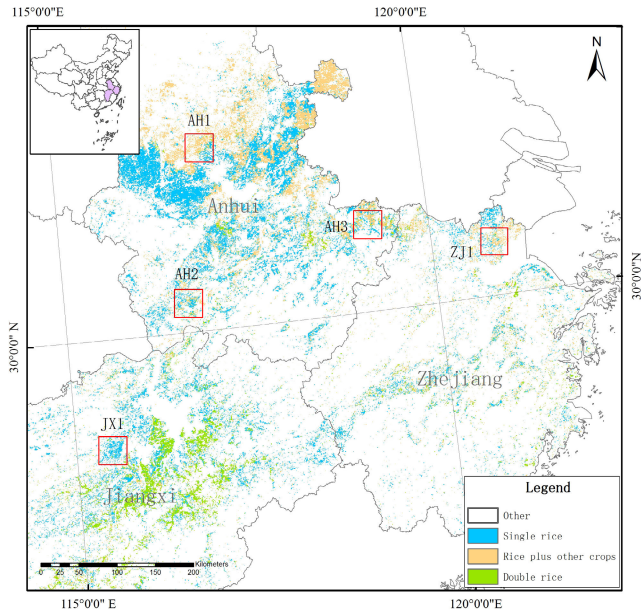 115°0'0" E
120°0'0"E
N
AH1
Anhui
AH3
ZJ1
AH2
30°0'0"N
30°0'0" N
Zhejiang
JX1
Jiangxi
Legend
Other
Single rice
Rice plus other crops
Double rice
Kilometers
0 25 50 100 150 200
115°0'0" E
120°0'0"E